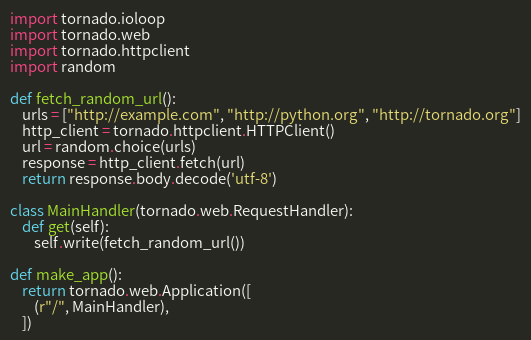 import tornado.ioloop
import tornado.web
import tornado.httpclient
import random

def fetch_random_url():
    urls = ["http://example.com", "http://python.org", "http://tornado.org"]
    http_client = tornado.httpclient.HTTPClient()
    url = random.choice(urls)
    response = http_client.fetch(url)
    return response.body.decode('utf-8')

class MainHandler(tornado.web.RequestHandler):
    def get(self):
        self.write(fetch_random_url())

def make_app():
    return tornado.web.Application([
        (r"/", MainHandler),
    ])